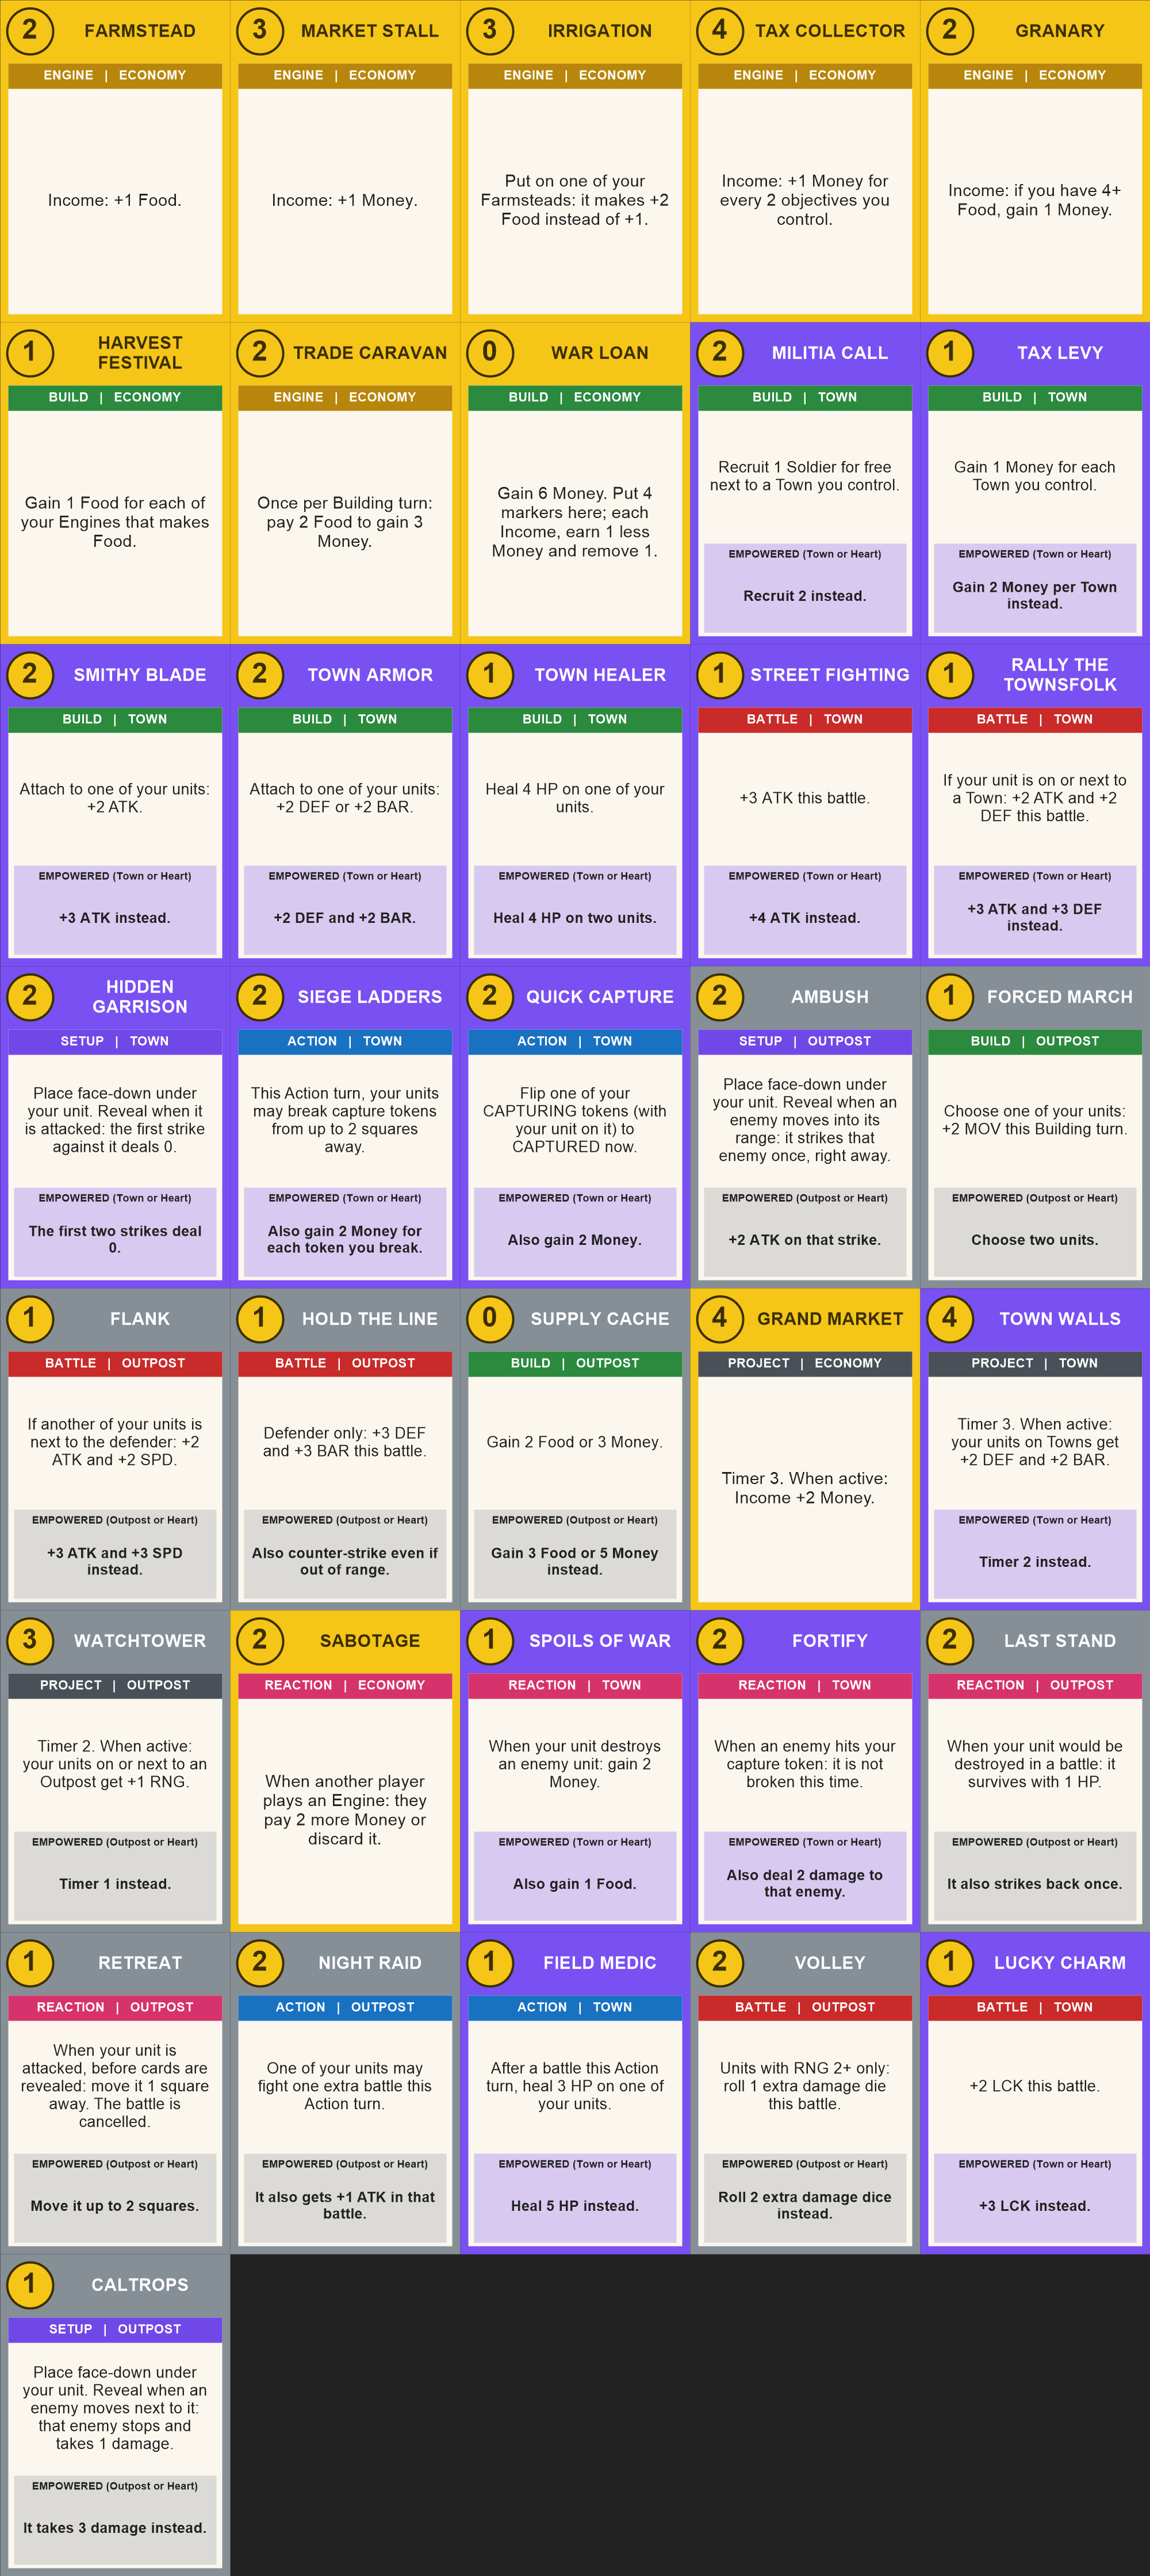 2
FARMSTEAD
ENGINE | ECONOMY
Income: +1 Food.
3
MARKET STALL
ENGINE | ECONOMY
Income: +1 Money.
3
IRRIGATION
ENGINE | ECONOMY
Put on one of your
Farmsteads: it makes +2
Food instead of +1.
4
TAX COLLECTOR
ENGINE | ECONOMY
Income: +1 Money for
every 2 objectives you
control.
2
GRANARY
ENGINE | ECONOMY
Income: if you have 4+
Food, gain 1 Money.
1
HARVEST
FESTIVAL
BUILD | ECONOMY
Gain 1 Food for each of
your Engines that makes
Food.
2
TRADE CARAVAN
ENGINE | ECONOMY
Once per Building turn:
pay 2 Food to gain 3
Money.
0
WAR LOAN
BUILD | ECONOMY
Gain 6 Money. Put 4
markers here; each
Income, earn 1 less
Money and remove 1.
2
MILITIA CALL
BUILD | TOWN
Recruit 1 Soldier for free
next to a Town you control.
EMPOWERED (Town or Heart)
Recruit 2 instead.
1
TAX LEVY
BUILD | TOWN
Gain 1 Money for each
Town you control.
EMPOWERED (Town or Heart)
Gain 2 Money per Town
instead.
2
SMITHY BLADE
BUILD | TOWN
Attach to one of your units:
+2 ATK.
EMPOWERED (Town or Heart)
+3 ATK instead.
2
TOWN ARMOR
BUILD | TOWN
Attach to one of your units:
+2 DEF or +2 BAR.
EMPOWERED (Town or Heart)
+2 DEF and +2 BAR.
1
TOWN HEALER
BUILD | TOWN
Heal 4 HP on one of your
units.
EMPOWERED (Town or Heart)
Heal 4 HP on two units.
1
STREET FIGHTING
BATTLE | TOWN
+3 ATK this battle.
EMPOWERED (Town or Heart)
+4 ATK instead.
1
RALLY THE
TOWNSFOLK
BATTLE | TOWN
If your unit is on or next to
a Town: +2 ATK and +2
DEF this battle.
EMPOWERED (Town or Heart)
+3 ATK and +3 DEF
instead.
2
HIDDEN
GARRISON
SETUP | TOWN
Place face-down under
your unit. Reveal when it
is attacked: the first strike
against it deals 0.
EMPOWERED (Town or Heart)
The first two strikes deal
0.
2
SIEGE LADDERS
ACTION | TOWN
This Action turn, your units
may break capture tokens
from up to 2 squares
away.
EMPOWERED (Town or Heart)
Also gain 2 Money for
each token you break.
2
QUICK CAPTURE
ACTION | TOWN
Flip one of your
CAPTURING tokens (with
your unit on it) to
CAPTURED now.
EMPOWERED (Town or Heart)
Also gain 2 Money.
2
AMBUSH
SETUP | OUTPOST
Place face-down under
your unit. Reveal when an
enemy moves into its
range: it strikes that
enemy once, right away.
EMPOWERED (Outpost or Heart)
+2 ATK on that strike.
1
FORCED MARCH
BUILD | OUTPOST
Choose one of your units:
+2 MOV this Building turn.
EMPOWERED (Outpost or Heart)
Choose two units.
1
FLANK
BATTLE | OUTPOST
If another of your units is
next to the defender: +2
ATK and +2 SPD.
EMPOWERED (Outpost or Heart)
+3 ATK and +3 SPD
instead.
1
HOLD THE LINE
BATTLE | OUTPOST
Defender only: +3 DEF
and +3 BAR this battle.
EMPOWERED (Outpost or Heart)
Also counter-strike even if
out of range.
0
SUPPLY CACHE
BUILD | OUTPOST
Gain 2 Food or 3 Money.
EMPOWERED (Outpost or Heart)
Gain 3 Food or 5 Money
instead.
4
GRAND MARKET
PROJECT | ECONOMY
Timer 3. When active:
Income +2 Money.
4
TOWN WALLS
PROJECT | TOWN
Timer 3. When active:
your units on Towns get
+2 DEF and +2 BAR.
EMPOWERED (Town or Heart)
Timer 2 instead.
3
WATCHTOWER
PROJECT | OUTPOST
Timer 2. When active:
your units on or next to an
Outpost get +1 RNG.
EMPOWERED (Outpost or Heart)
Timer 1 instead.
2
SABOTAGE
REACTION | ECONOMY
When another player
plays an Engine: they
pay 2 more Money or
discard it.
1
SPOILS OF WAR
REACTION | TOWN
When your unit destroys
an enemy unit: gain 2
Money.
EMPOWERED (Town or Heart)
Also gain 1 Food.
2
FORTIFY
REACTION | TOWN
When an enemy hits your
capture token: it is not
broken this time.
EMPOWERED (Town or Heart)
Also deal 2 damage to
that enemy.
2
LAST STAND
REACTION | OUTPOST
When your unit would be
destroyed in a battle: it
survives with 1 HP.
EMPOWERED (Outpost or Heart)
It also strikes back once.
1
RETREAT
REACTION | OUTPOST
When your unit is
attacked, before cards are
revealed: move it 1 square
away. The battle is
cancelled.
EMPOWERED (Outpost or Heart)
Move it up to 2 squares.
2
NIGHT RAID
ACTION | OUTPOST
One of your units may
fight one extra battle this
Action turn.
EMPOWERED (Outpost or Heart)
It also gets +1 ATK in that
battle.
1
FIELD MEDIC
ACTION | TOWN
After a battle this Action
turn, heal 3 HP on one of
your units.
EMPOWERED (Town or Heart)
Heal 5 HP instead.
2
VOLLEY
BATTLE | OUTPOST
Units with RNG 2+ only:
roll 1 extra damage die
this battle.
EMPOWERED (Outpost or Heart)
Roll 2 extra damage dice
instead.
1
LUCKY CHARM
BATTLE | TOWN
+2 LCK this battle.
EMPOWERED (Town or Heart)
+3 LCK instead.
1
CALTROPS
SETUP | OUTPOST
Place face-down under
your unit. Reveal when an
enemy moves next to it:
that enemy stops and
takes 1 damage.
EMPOWERED (Outpost or Heart)
It takes 3 damage instead.